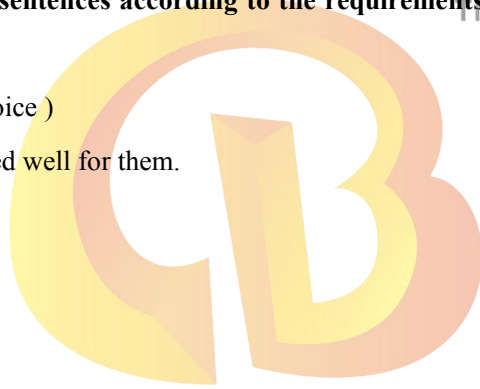 sentences according to the requirements
oice )
ed well for them.